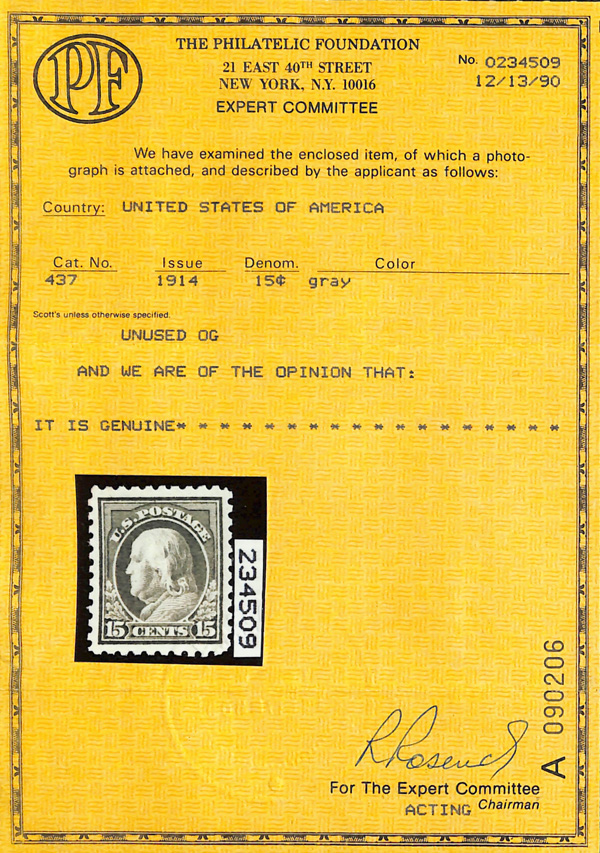 PF
THE PHILATELIC FOUNDATION
21 EAST 40TH STREET
NEW YORK, N.Y. 10016
EXPERT COMMITTEE
No. 0234509
12/13/90
We have examined the enclosed item, of which a photo-
graph is attached, and described by the applicant as follows:
Country: UNITED STATES OF AMERICA
Cat. No. Issue Denom. Color
437 1914 15¢ gray
Scott's unless otherwise specified.
UNUSED OG
AND WE ARE OF THE OPINION THAT:
IT IS GENUINE* * * * * * * * * * * * * * * * * *
U.S. POSTAGE
15 CENTS 15
234509
A 090206
For The Expert Committee
ACTING Chairman